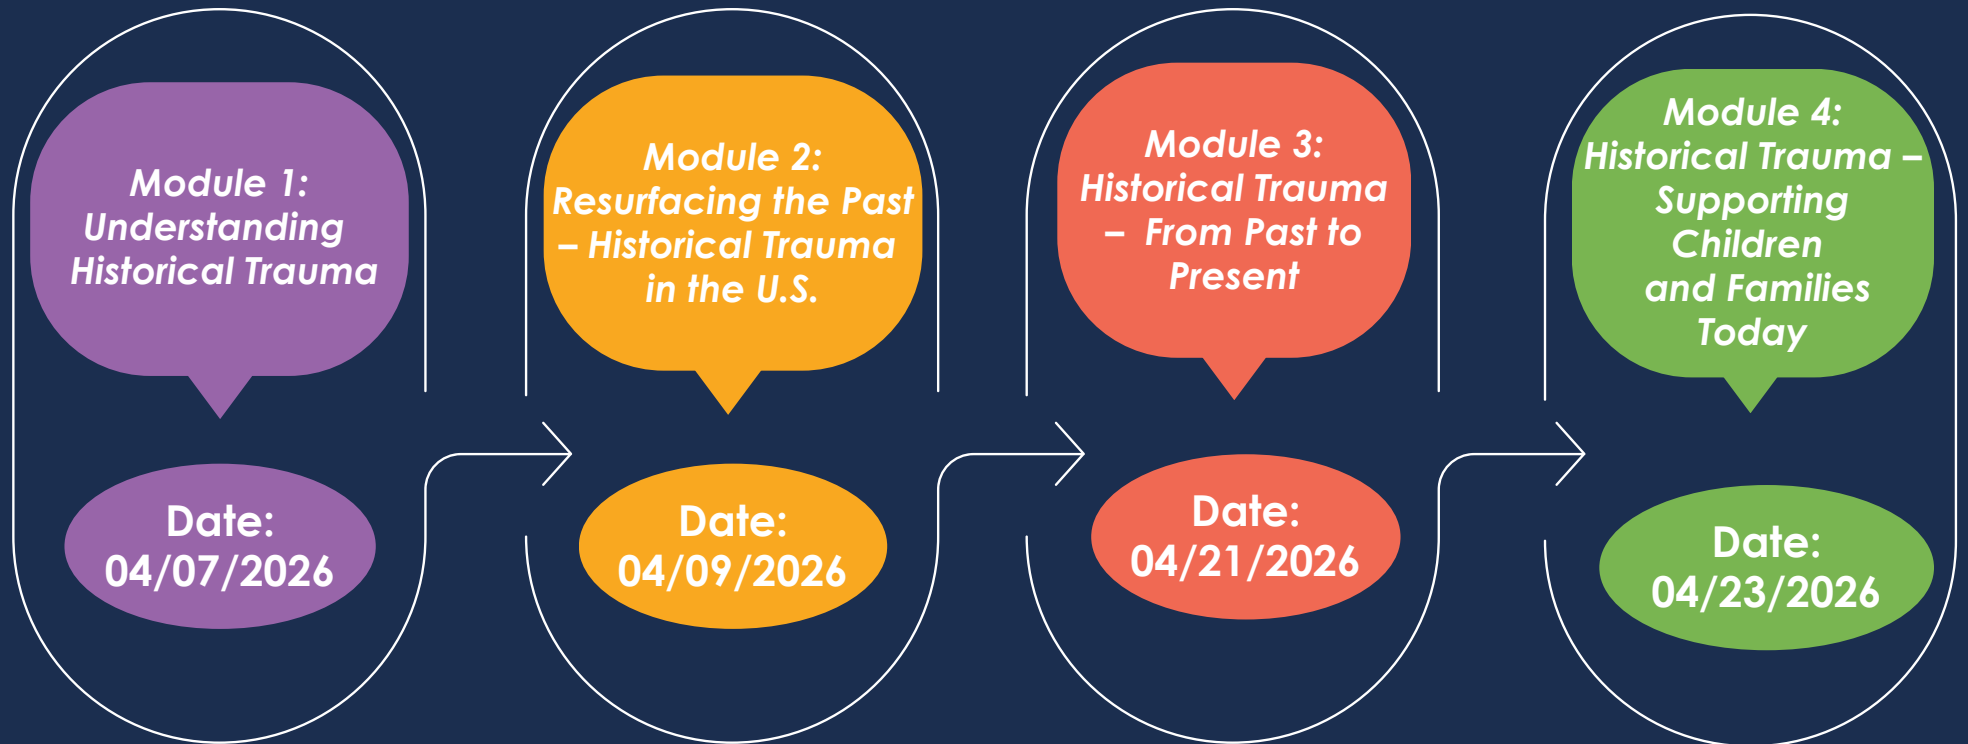 Module 1:
Understanding
Historical Trauma
Date:
04/07/2026
Module 2:
Resurfacing the Past
– Historical Trauma
in the U.S.
Date:
04/09/2026
Module 3:
Historical Trauma
– From Past to
Present
Date:
04/21/2026
Module 4:
Historical Trauma –
Supporting
Children
and Families
Today
Date:
04/23/2026